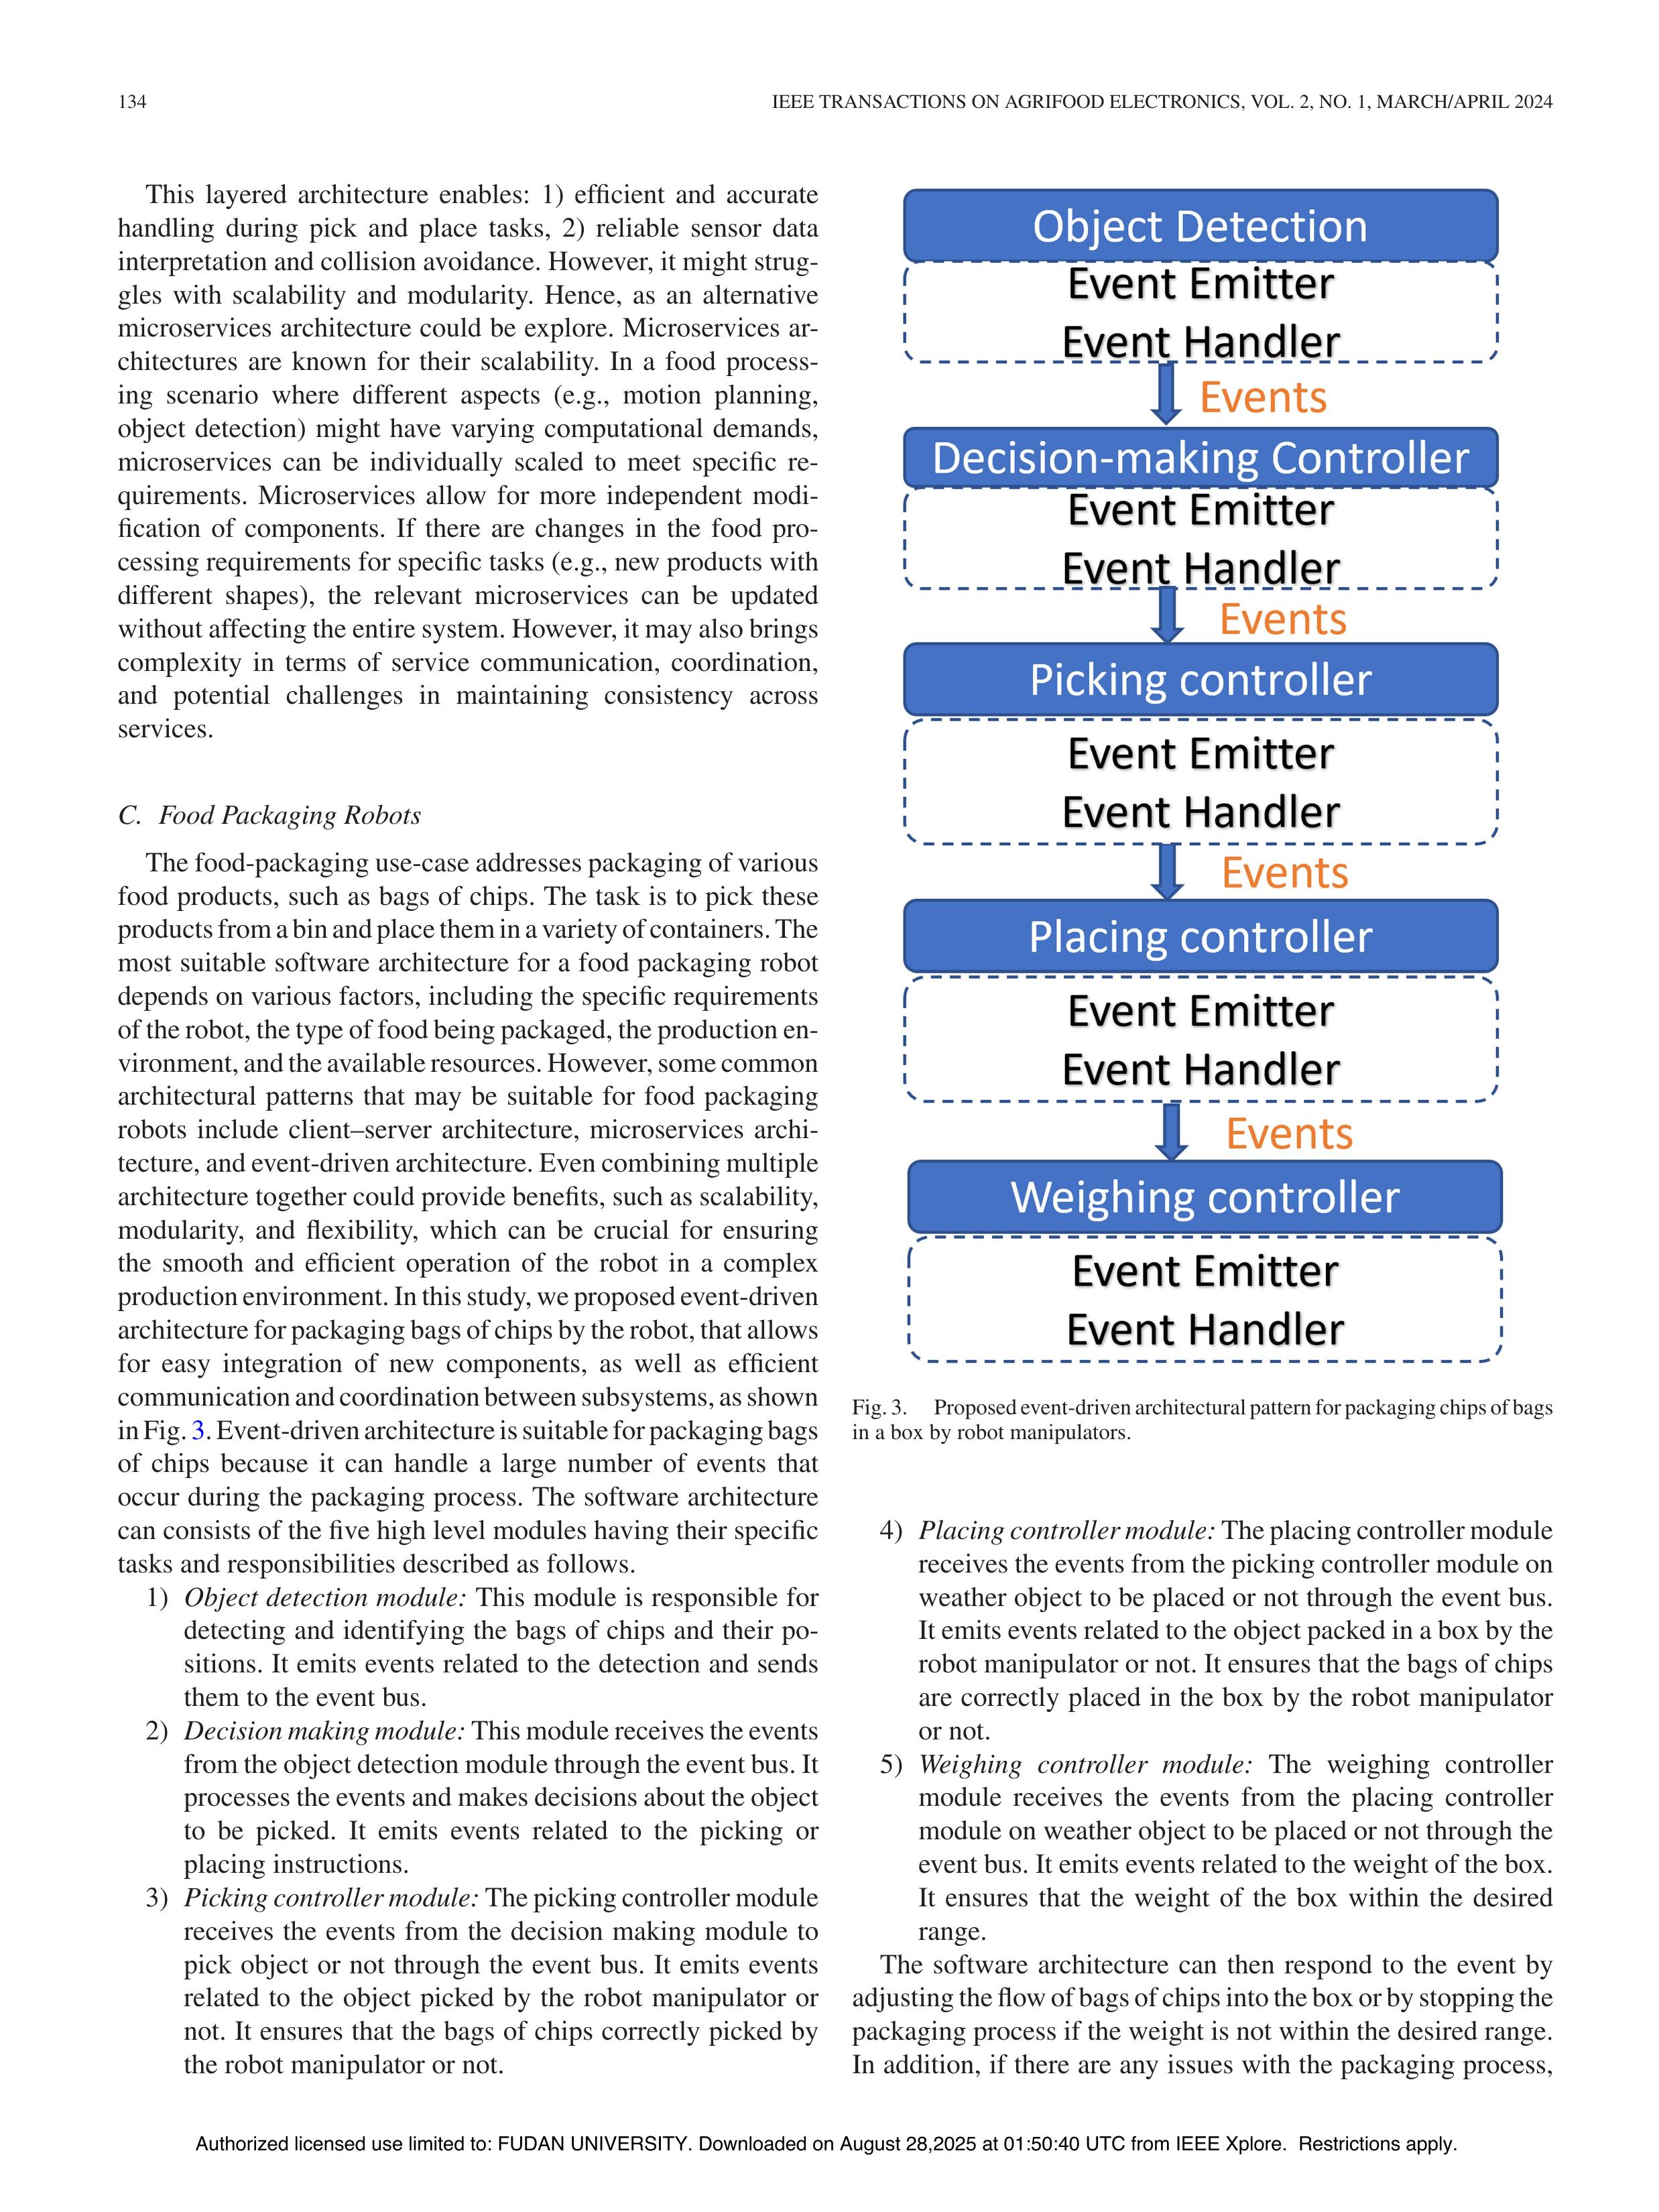 134
IEEE TRANSACTIONS ON AGRIFOOD ELECTRONICS, VOL. 2, NO. 1, MARCH/APRIL 2024
This layered architecture enables: 1) efficient and accurate
handling during pick and place tasks, 2) reliable sensor data
interpretation and collision avoidance. However, it might strug-
gles with scalability and modularity. Hence, as an alternative
microservices architecture could be explore. Microservices ar-
chitectures are known for their scalability. In a food process-
ing scenario where different aspects (e.g., motion planning,
object detection) might have varying computational demands,
microservices can be individually scaled to meet specific re-
quirements. Microservices allow for more independent modi-
fication of components. If there are changes in the food pro-
cessing requirements for specific tasks (e.g., new products with
different shapes), the relevant microservices can be updated
without affecting the entire system. However, it may also brings
complexity in terms of service communication, coordination,
and potential challenges in maintaining consistency across
services.
C. Food Packaging Robots
The food-packaging use-case addresses packaging of various
food products, such as bags of chips. The task is to pick these
products from a bin and place them in a variety of containers. The
most suitable software architecture for a food packaging robot
depends on various factors, including the specific requirements
of the robot, the type of food being packaged, the production en-
vironment, and the available resources. However, some common
architectural patterns that may be suitable for food packaging
robots include client–server architecture, microservices archi-
tecture, and event-driven architecture. Even combining multiple
architecture together could provide benefits, such as scalability,
modularity, and flexibility, which can be crucial for ensuring
the smooth and efficient operation of the robot in a complex
production environment. In this study, we proposed event-driven
architecture for packaging bags of chips by the robot, that allows
for easy integration of new components, as well as efficient
communication and coordination between subsystems, as shown
in Fig. 3. Event-driven architecture is suitable for packaging bags
of chips because it can handle a large number of events that
occur during the packaging process. The software architecture
can consists of the five high level modules having their specific
tasks and responsibilities described as follows.
1) Object detection module: This module is responsible for
detecting and identifying the bags of chips and their po-
sitions. It emits events related to the detection and sends
them to the event bus.
2) Decision making module: This module receives the events
from the object detection module through the event bus. It
processes the events and makes decisions about the object
to be picked. It emits events related to the picking or
placing instructions.
3) Picking controller module: The picking controller module
receives the events from the decision making module to
pick object or not through the event bus. It emits events
related to the object picked by the robot manipulator or
not. It ensures that the bags of chips correctly picked by
the robot manipulator or not.
Object Detection
Event Emitter
Event Handler
Events
Decision-making Controller
Event Emitter
Event Handler
Events
Picking controller
Event Emitter
Event Handler
Events
Placing controller
Event Emitter
Event Handler
Events
Weighing controller
Event Emitter
Event Handler
Fig. 3. Proposed event-driven architectural pattern for packaging chips of bags
in a box by robot manipulators.
4) Placing controller module: The placing controller module
receives the events from the picking controller module on
weather object to be placed or not through the event bus.
It emits events related to the object packed in a box by the
robot manipulator or not. It ensures that the bags of chips
are correctly placed in the box by the robot manipulator
or not.
5) Weighing controller module: The weighing controller
module receives the events from the placing controller
module on weather object to be placed or not through the
event bus. It emits events related to the weight of the box.
It ensures that the weight of the box within the desired
range.
The software architecture can then respond to the event by
adjusting the flow of bags of chips into the box or by stopping the
packaging process if the weight is not within the desired range.
In addition, if there are any issues with the packaging process,
Authorized licensed use limited to: FUDAN UNIVERSITY. Downloaded on August 28,2025 at 01:50:40 UTC from IEEE Xplore. Restrictions apply.